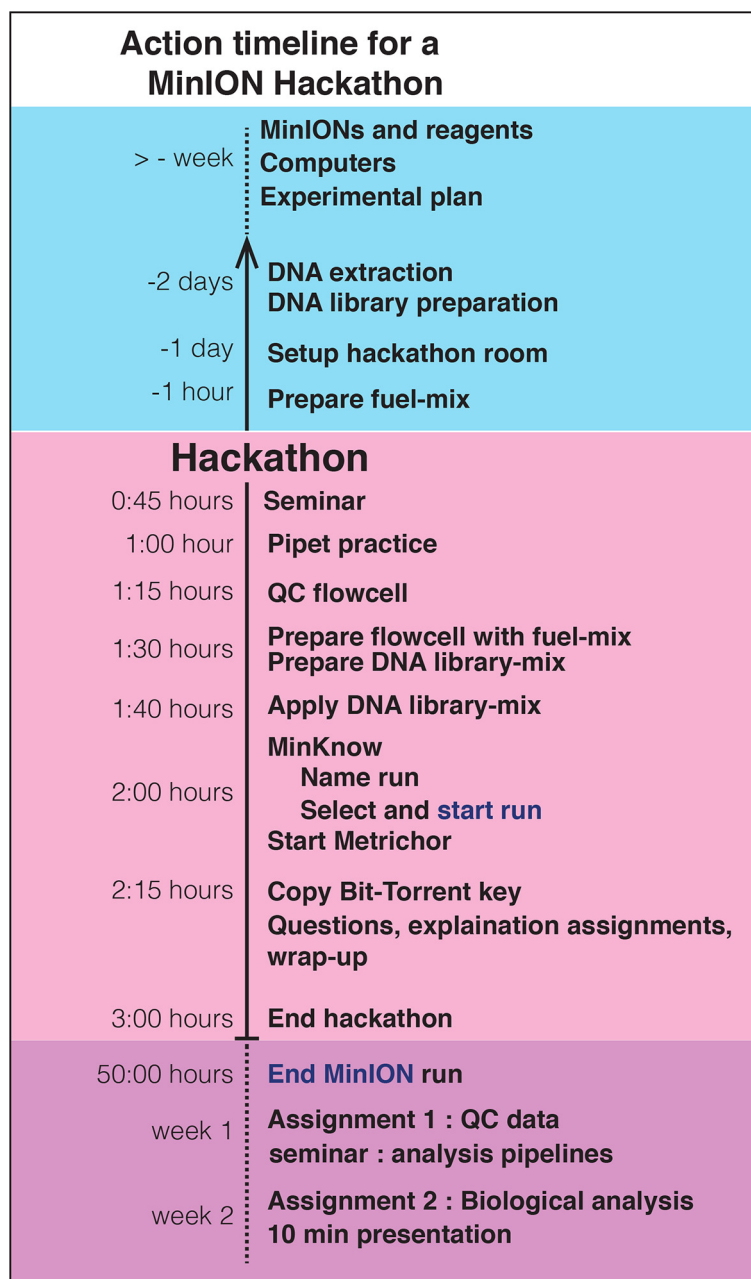 Action timeline for a
MinION Hackathon
> - week
MinIONs and reagents
Computers
Experimental plan
-2 days
DNA extraction
DNA library preparation
-1 day
Setup hackathon room
-1 hour
Prepare fuel-mix
Hackathon
0:45 hours
Seminar
1:00 hour
Pipet practice
1:15 hours
QC flowcell
1:30 hours
Prepare flowcell with fuel-mix
Prepare DNA library-mix
1:40 hours
Apply DNA library-mix
2:00 hours
MinKnow
Name run
Select and start run
Start Metrichor
2:15 hours
Copy Bit-Torrent key
Questions, explaination assignments,
wrap-up
3:00 hours
End hackathon
50:00 hours
End MinION run
week 1
Assignment 1 : QC data
seminar : analysis pipelines
week 2
Assignment 2 : Biological analysis
10 min presentation